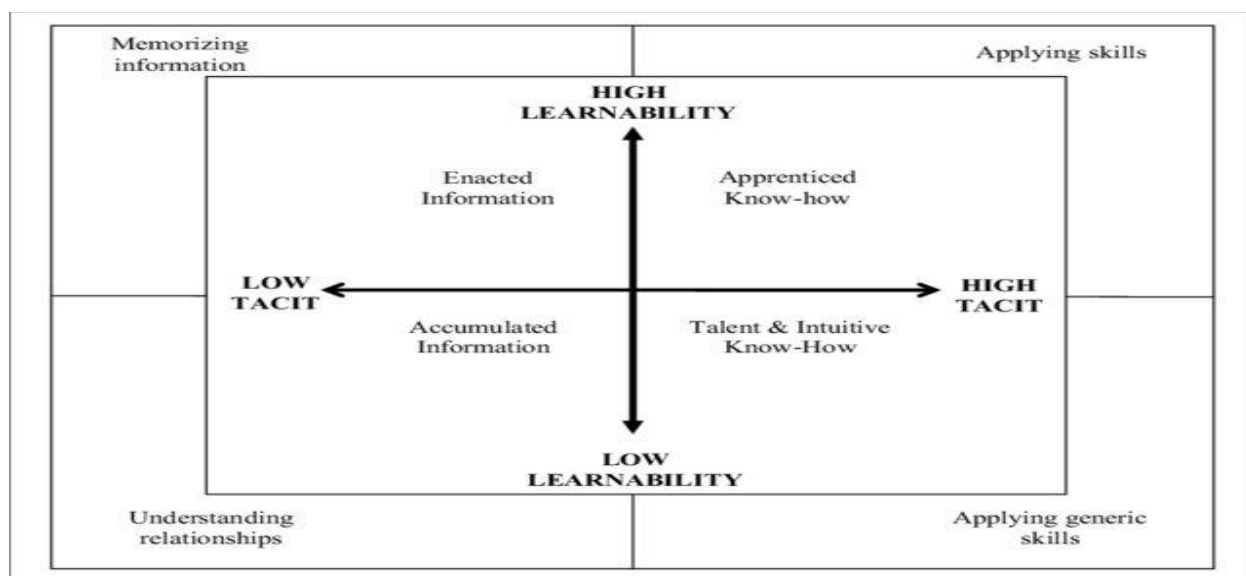 Memorizing
information
Applying skills
HIGH
LEARNABILITY
Enacted
Information
Apprenticed
Know-how
LOW
TACIT
HIGH
TACIT
Accumulated
Information
Talent & Intuitive
Know-How
LOW
LEARNABILITY
Understanding
relationships
Applying generic
skills